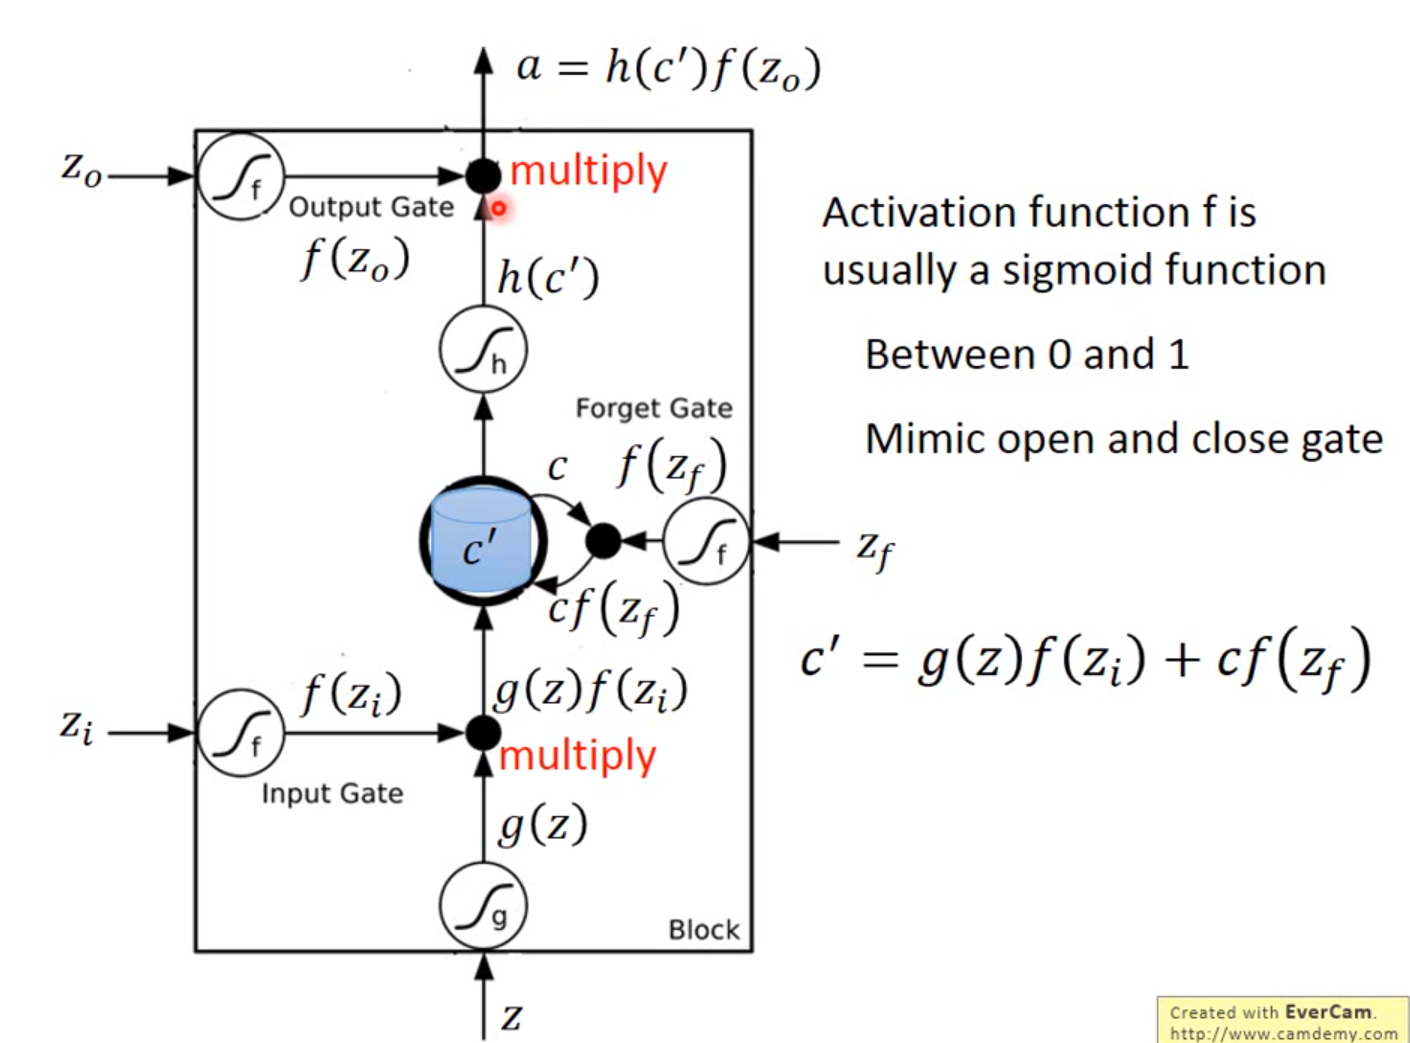 a = h(c′)f(z_o)
z_o
f
multiply
Output Gate
f(z_o)
h(c′)
h
Activation function f is
usually a sigmoid function
Between 0 and 1
Mimic open and close gate
Forget Gate
c
f(z_f)
c′
f
z_f
cf(z_f)
c′ = g(z)f(z_i) + cf(z_f)
f(z_i)
g(z)f(z_i)
z_i
f
multiply
Input Gate
g(z)
g
Block
z
Created with EverCam.
http://www.camdemy.com